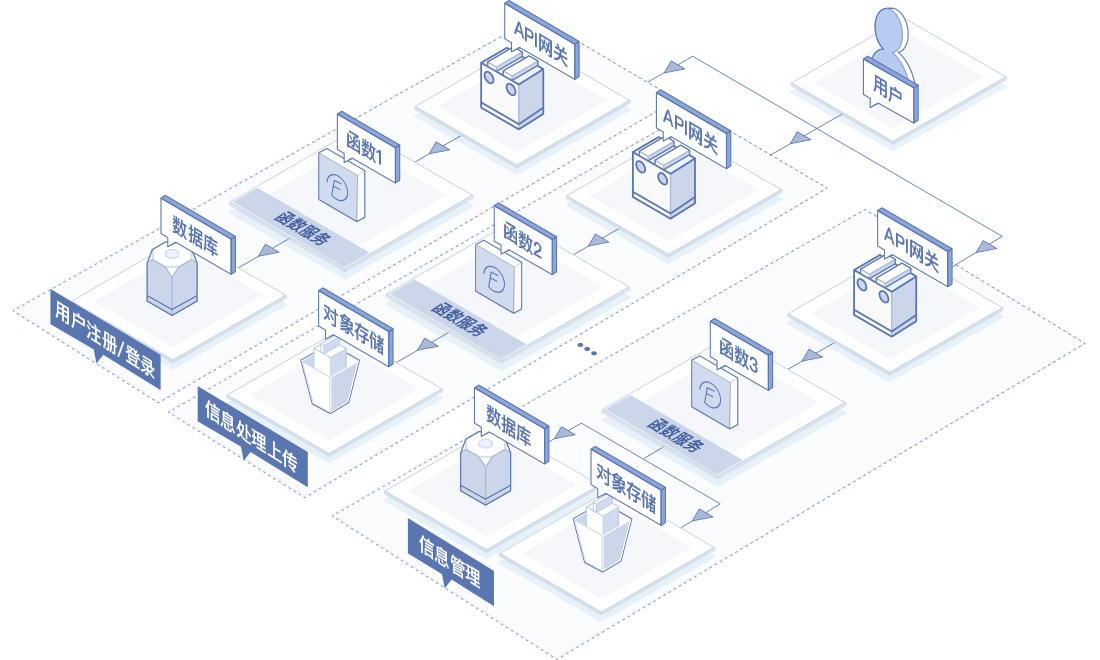 API网关
用户
函数1
API网关
数据库
函数服务
函数2
API网关
用户注册/登录
对象存储
函数服务
函数3
信息处理上传
数据库
函数服务
对象存储
信息管理